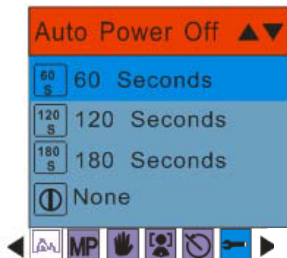 Auto Power Off
60 S 60 Seconds
120 S 120 Seconds
180 S 180 Seconds
None
MP